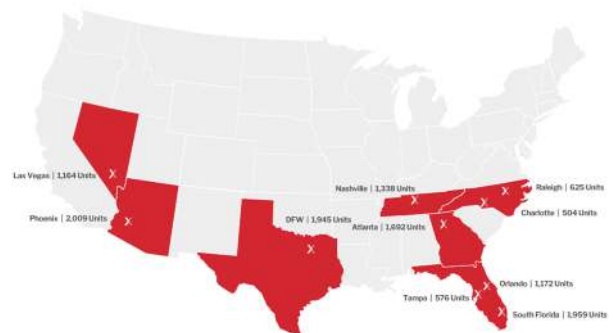 Las Vegas | 1,164 Units
Phoenix | 2,009 Units
DFW | 1,945 Units
Nashville | 1,338 Units
Atlanta | 1,692 Units
Raleigh | 625 Units
Charlotte | 504 Units
Orlando | 1,172 Units
Tampa | 576 Units
South Florida | 1,959 Units